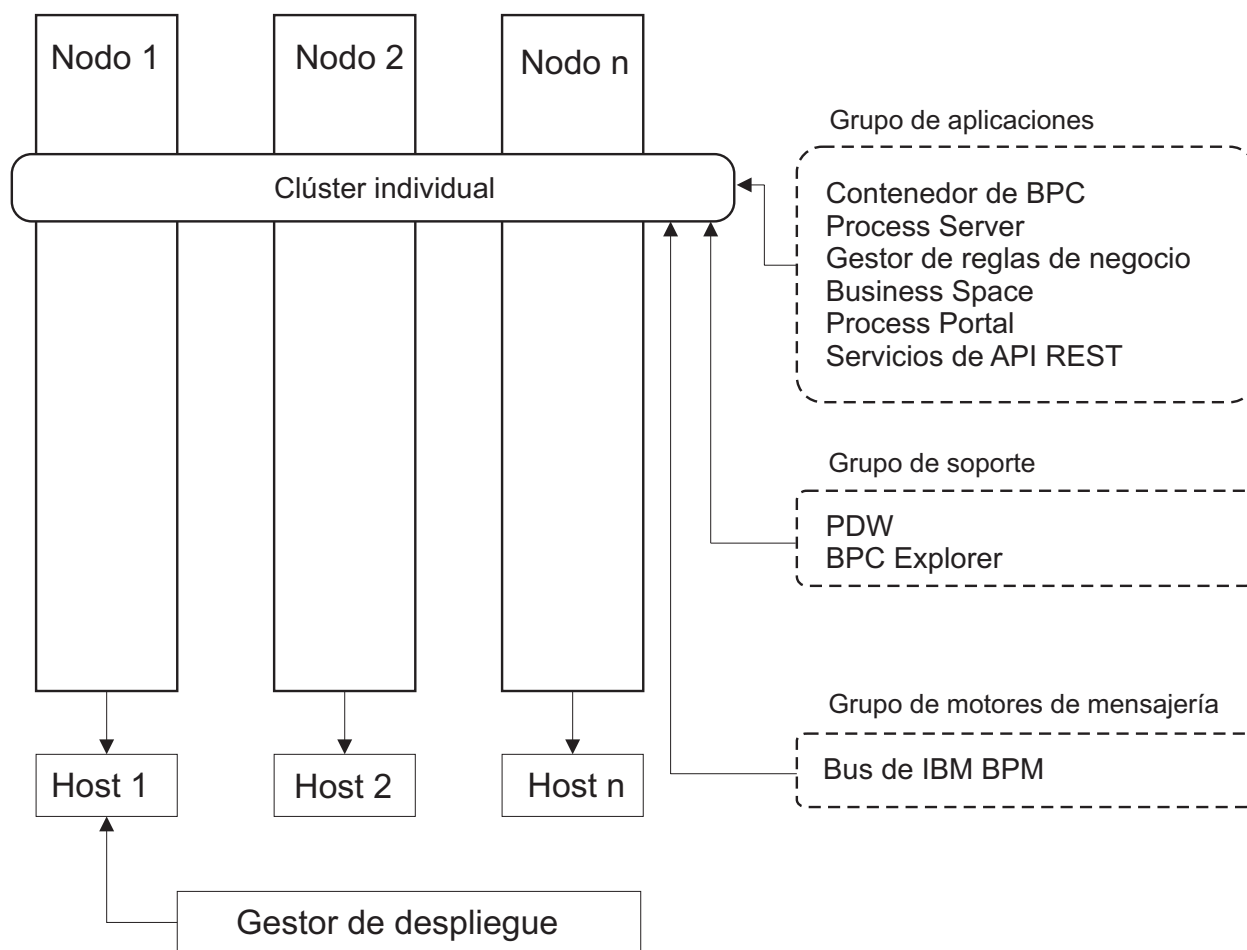 Nodo 1
Nodo 2
Nodo n
Grupo de aplicaciones
Clúster individual
Contenedor de BPC
Process Server
Gestor de reglas de negocio
Business Space
Process Portal
Servicios de API REST
Grupo de soporte
PDW
BPC Explorer
Grupo de motores de mensajería
Bus de IBM BPM
Host 1
Host 2
Host n
Gestor de despliegue